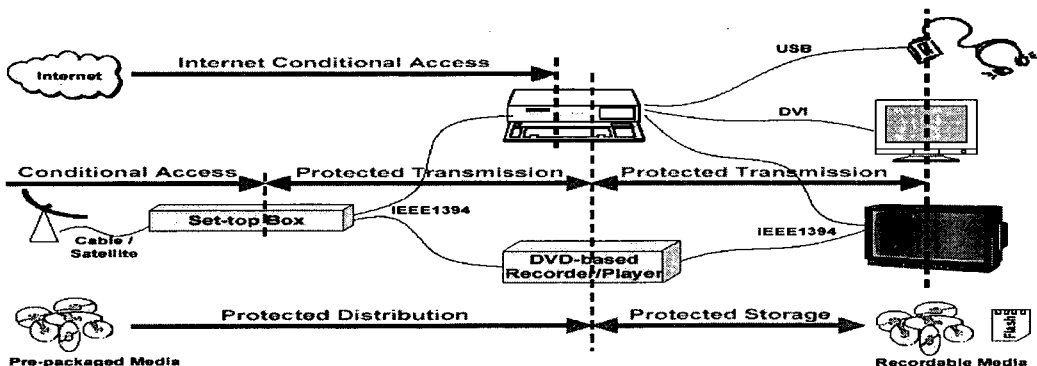 USB
Internet Conditional Access
Internet
DVI
Conditional Access
Protected Transmission
Protected Transmission
IEEE1394
Set-top Box
IEEE1394
Cable /
Satellite
DVD-based
Recorder/Player
Protected Distribution
Protected Storage
Flash
Pre-packaged Media
Recordable Media